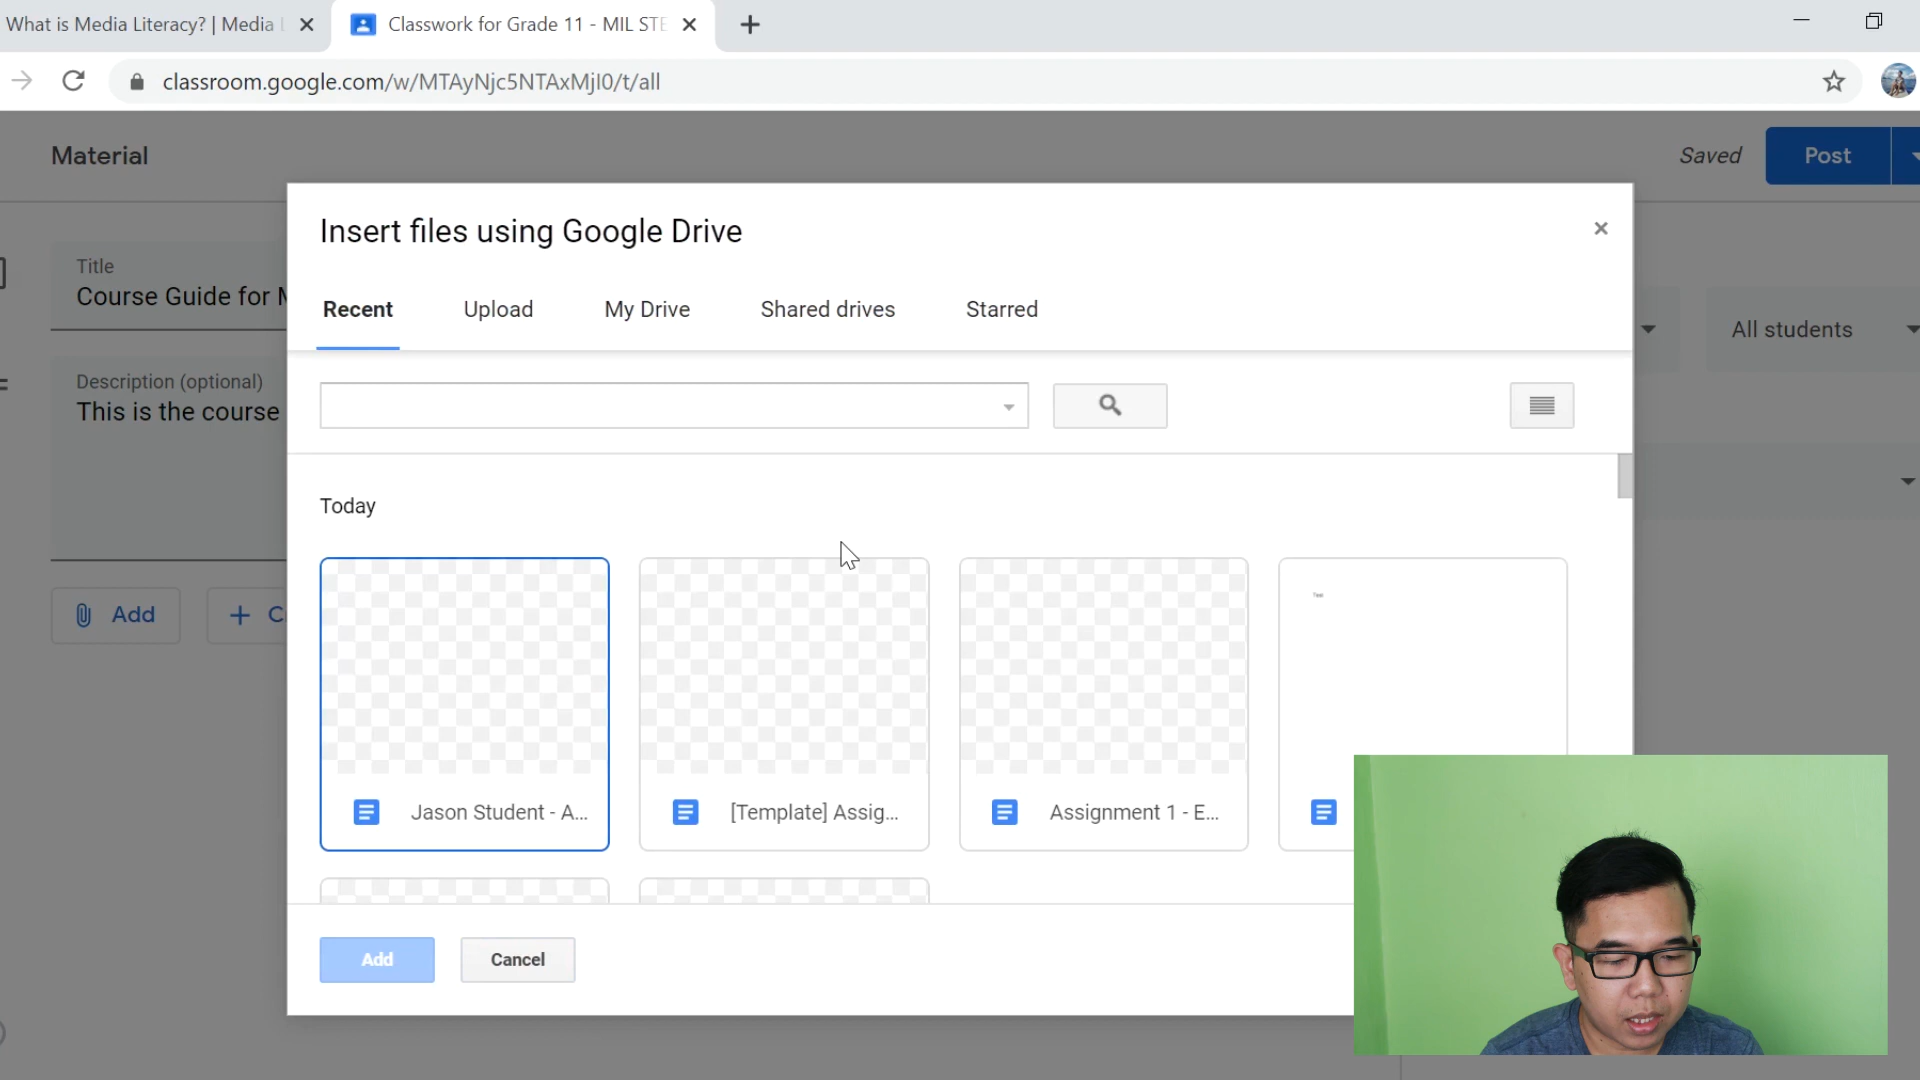 What is Media Literacy? | Media
Classwork for Grade 11 - MIL STE
classroom.google.com/w/MTAyNjc5NTAxMjI0/t/all
Material
Saved
Post
Insert files using Google Drive
Title
Course Guide for
Recent
Upload
My Drive
Shared drives
Starred
All students
Description (optional)
This is the course
Today
Add
Jason Student - A...
[Template] Assig...
Assignment 1 - E...
Add
Cancel